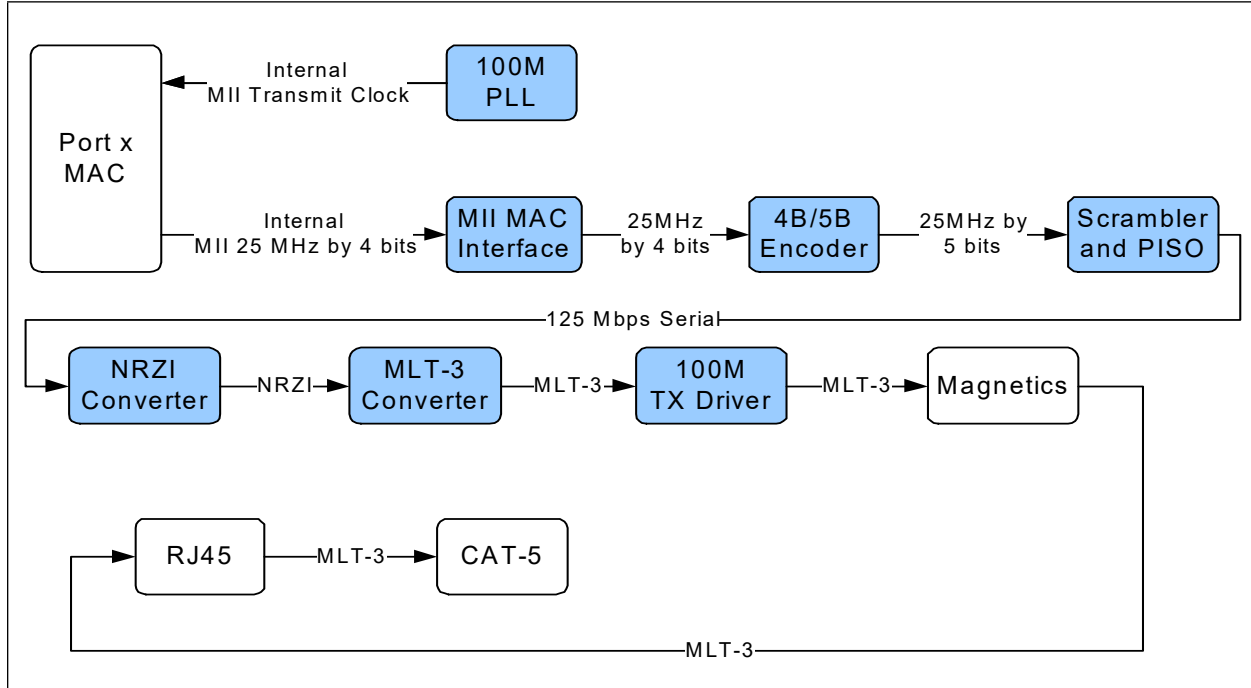 Internal
MII Transmit Clock
100M
PLL
Port x
MAC
Internal
MII 25 MHz by 4 bits
MII MAC
Interface
25MHz
by 4 bits
4B/5B
Encoder
25MHz by
5 bits
Scrambler
and PISO
125 Mbps Serial
NRZI
Converter
NRZI
MLT-3
Converter
MLT-3
100M
TX Driver
MLT-3
Magnetics
RJ45
MLT-3
CAT-5
MLT-3